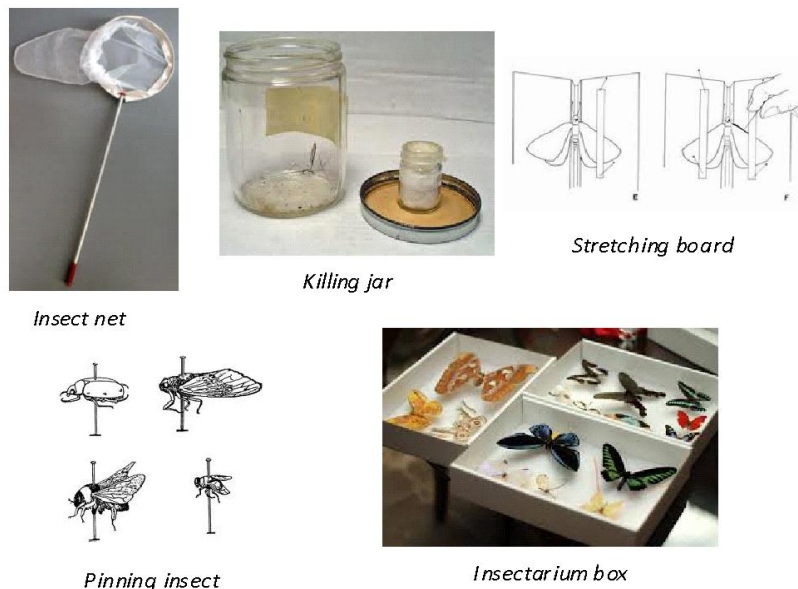 E
F
Stretching board
Killing jar
Insect net
Pinning insect
Insectarium box